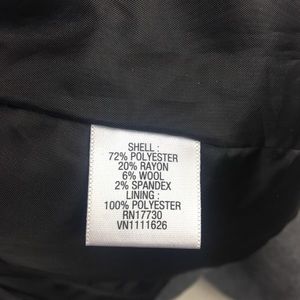 SHELL :
72% POLYESTER
20% RAYON
6% WOOL
2% SPANDEX
LINING :
100% POLYESTER
RN17730
VN1111626